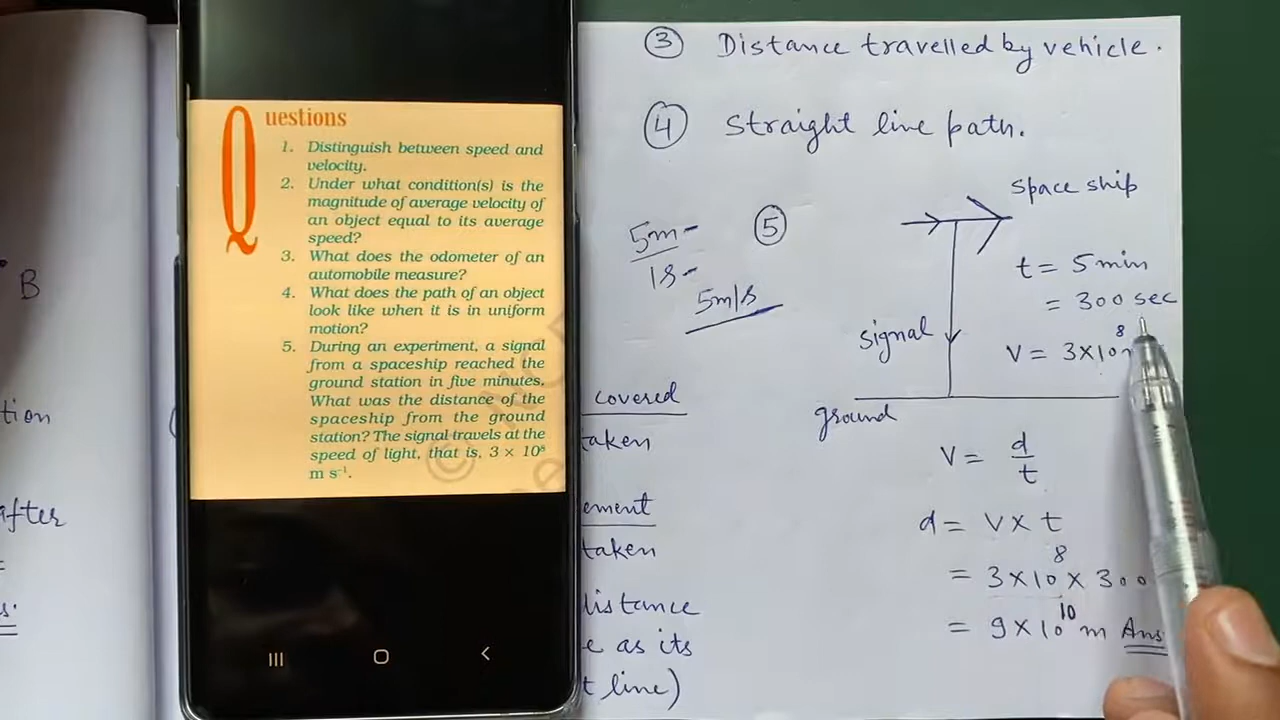 B
tion
after
=
s.
Questions
1. Distinguish between speed and
velocity.
2. Under what condition(s) is the
magnitude of average velocity of
an object equal to its average
speed?
3. What does the odometer of an
automobile measure?
4. What does the path of an object
look like when it is in uniform
motion?
5. During an experiment, a signal
from a spaceship reached the
ground station in five minutes.
What was the distance of the
spaceship from the ground
station? The signal travels at the
speed of light, that is, 3 × 10⁸
m s⁻¹.
③ Distance travelled by vehicle.
④ Straight line path.
5m
1s
5m/s
⑤
space ship
t = 5 min
= 300 sec
signal
V = 3×10⁸
ground
V = d/t
d = V × t
= 3×10⁸ × 300
= 9×10¹⁰ m Ans
covered
taken
ement
taken
distance
e as its
t line)